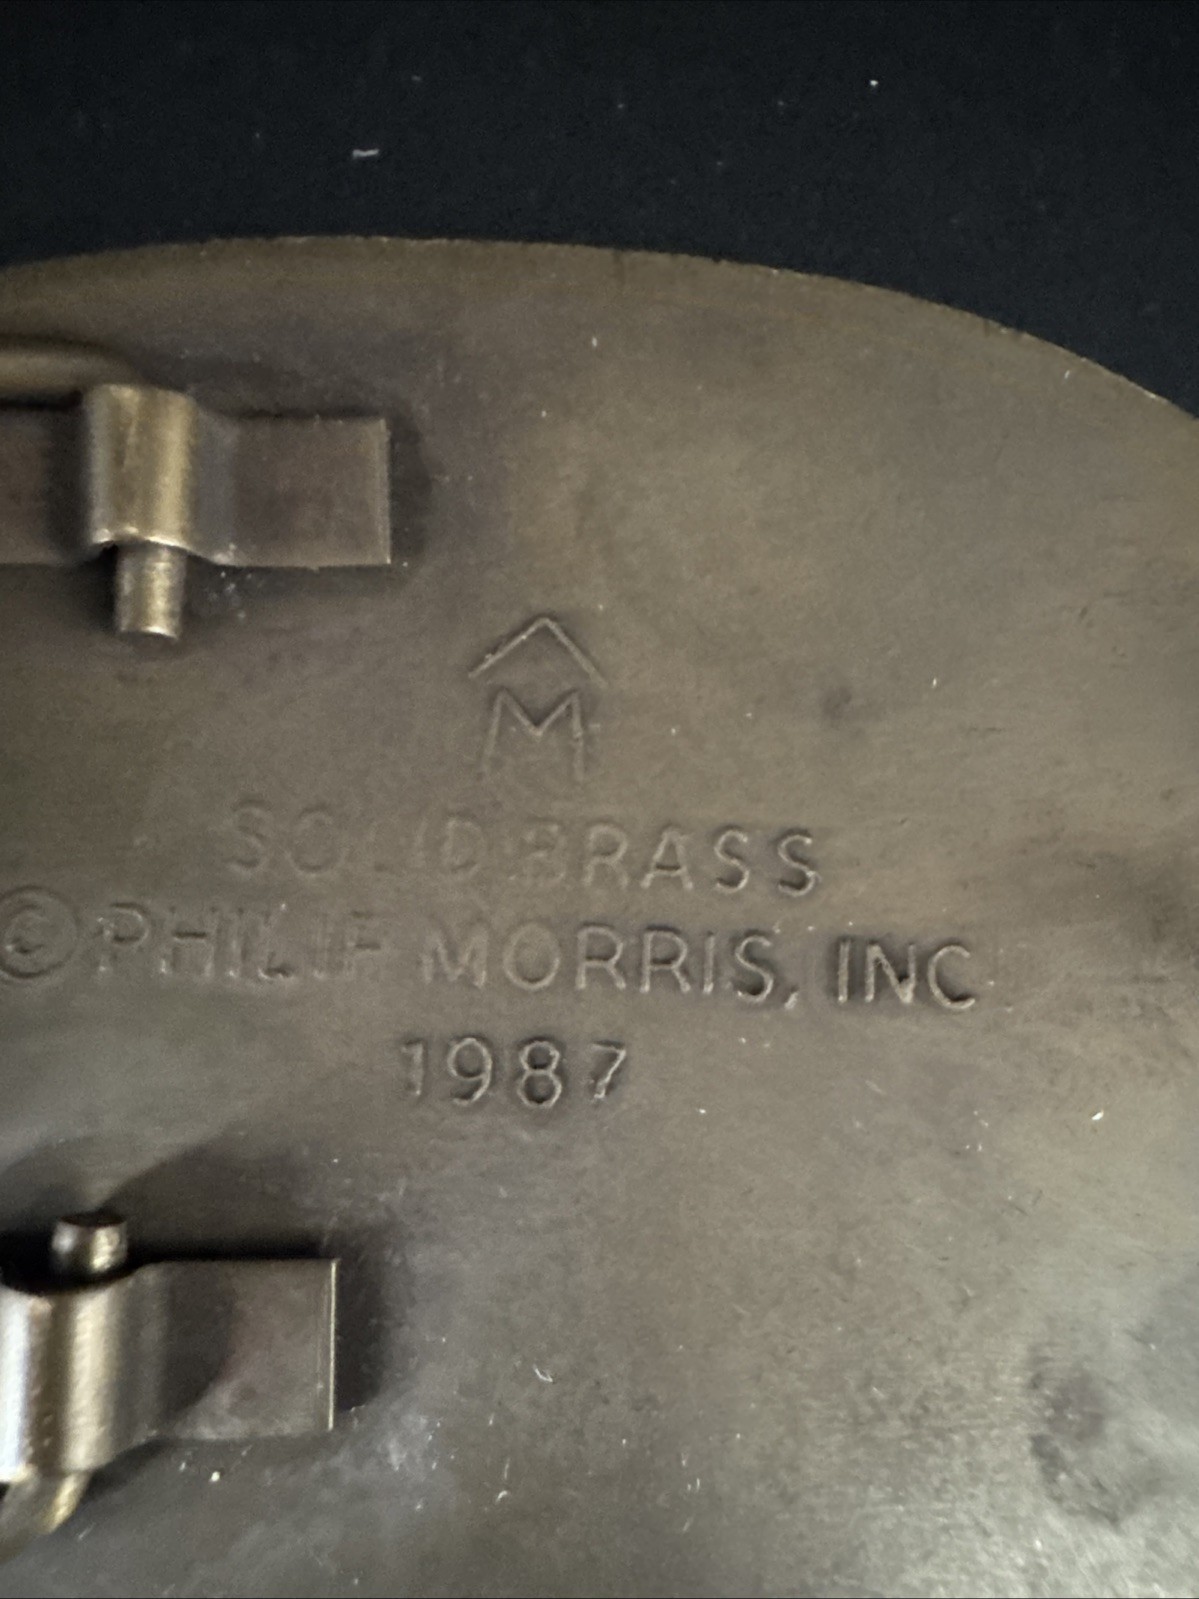 M
SOLID BRASS
©PHILIP MORRIS, INC
1987